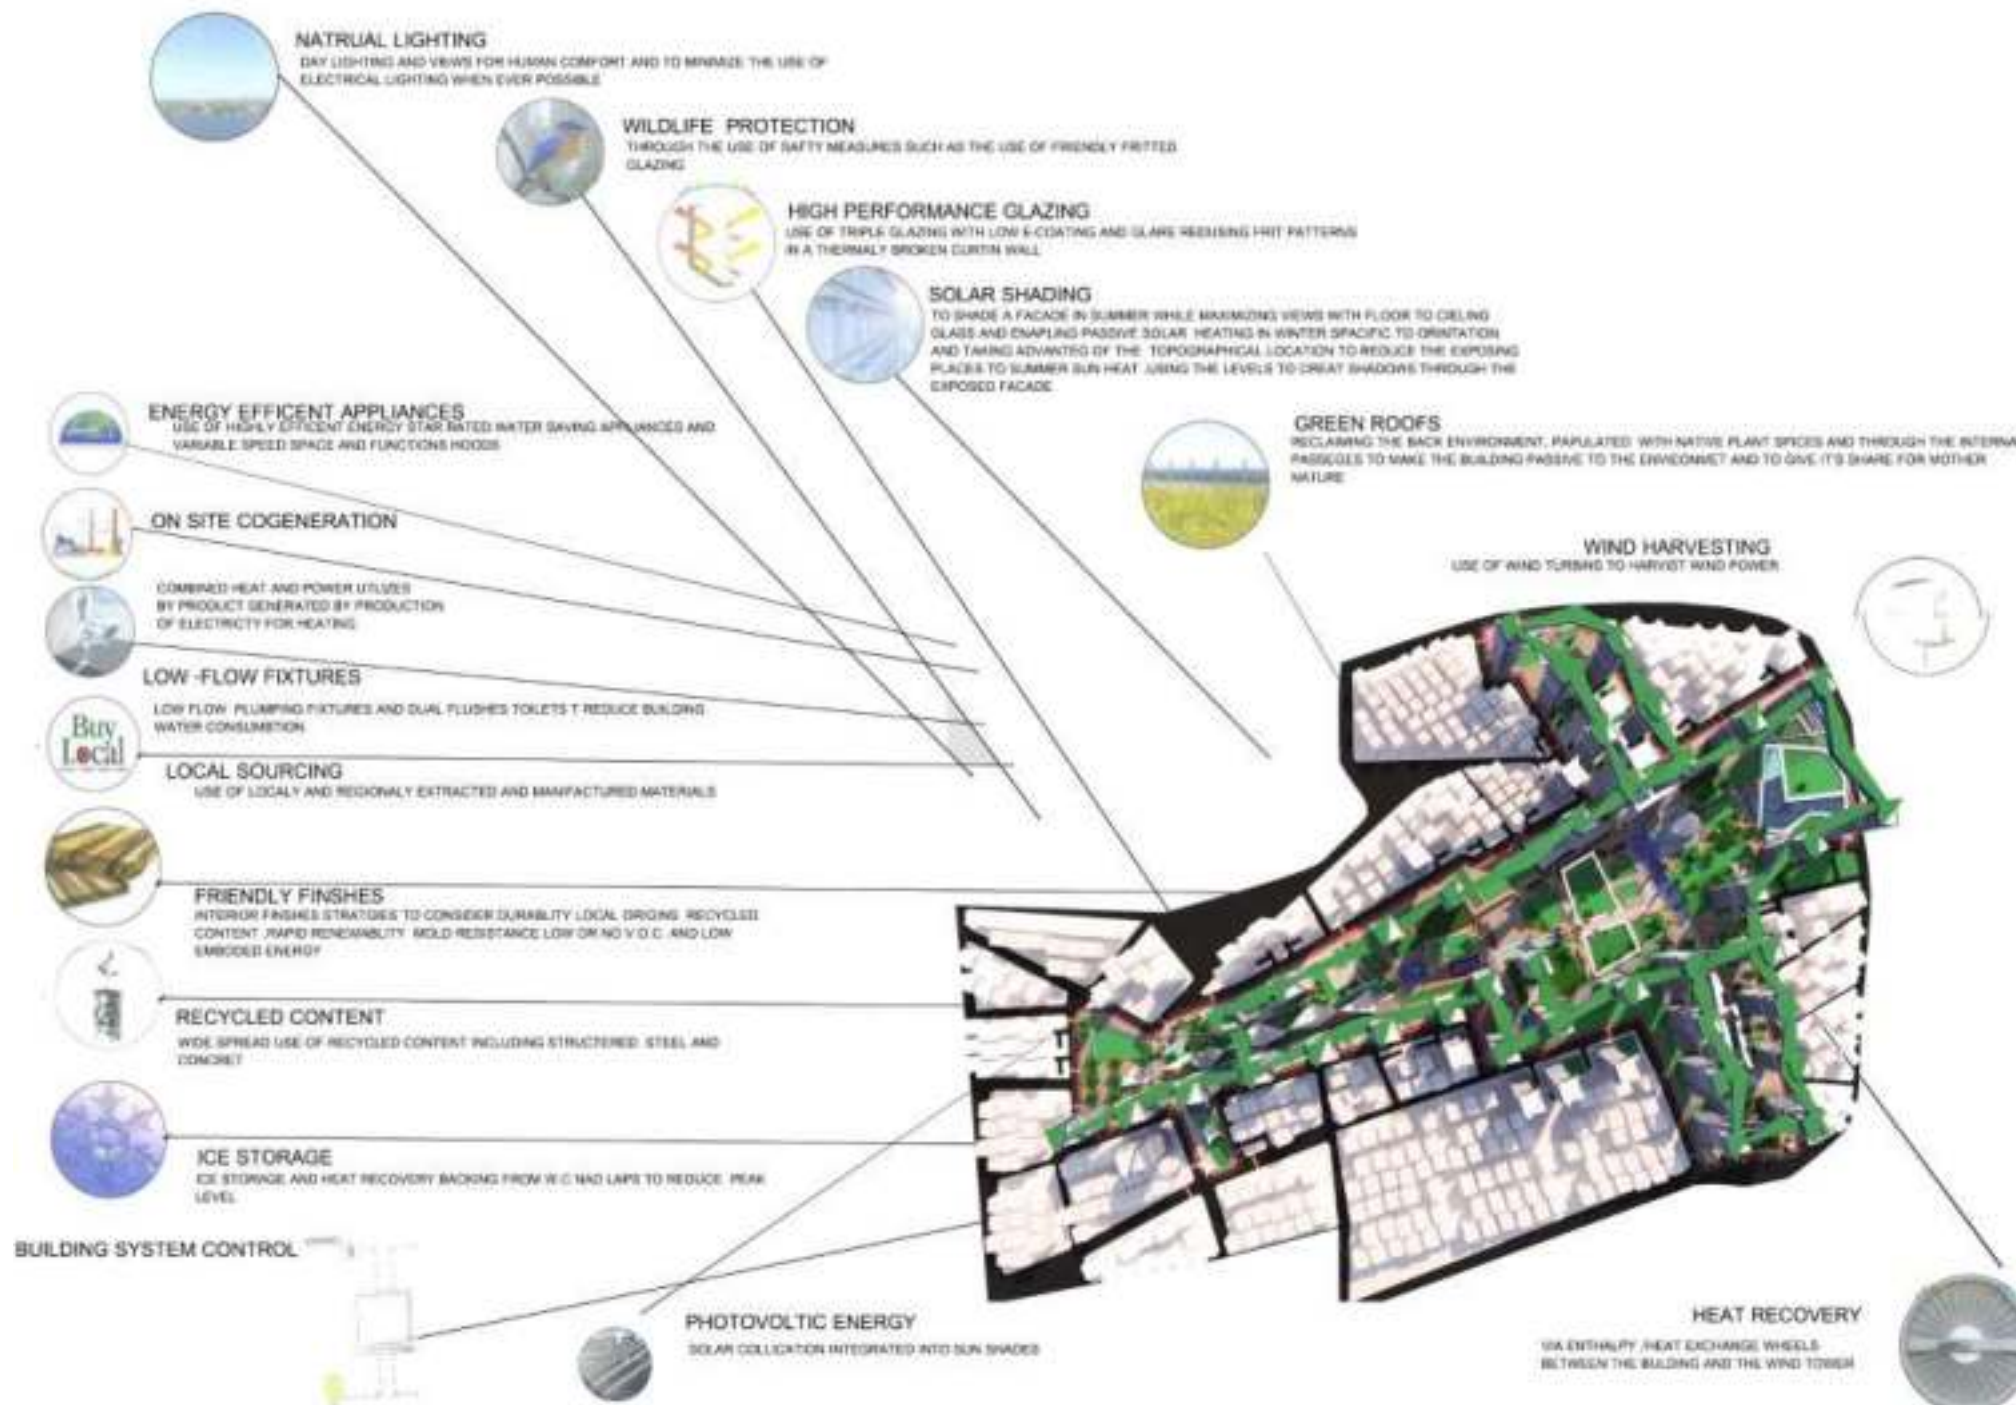 NATRUAL LIGHTING
DAY LIGHTING AND VIEWS FOR HUMAN COMFORT AND TO MINIMIZE THE USE OF
ELECTRICAL LIGHTING WHEN EVER POSSIBLE
WILDLIFE PROTECTION
THROUGH THE USE OF SAFTY MEASURES SUCH AS THE USE OF FRIENDLY FRITTED
GLAZING
HIGH PERFORMANCE GLAZING
USE OF TRIPLE GLAZING WITH LOW E-COATING AND GLARE REDUSING FRIT PATTERNS
IN A THERMALY BROKEN CURTIN WALL
SOLAR SHADING
TO SHADE A FACADE IN SUMMER WHILE MAXIMIZING VIEWS WITH FLOOR TO CIELING
GLASS AND ENAPLING PASSIVE SOLAR HEATING IN WINTER SPACIFIC TO ORINTATION
AND TAKING ADVANTEG OF THE TOPOGRAPHICAL LOCATION TO REDUCE THE EXPOSING
PLACES TO SUMMER SUN HEAT .USING THE LEVELS TO CREAT SHADOWS THROUGH THE
EXPOSED FACADE
ENERGY EFFICENT APPLIANCES
USE OF HIGHLY EFFICENT ENERGY STAR RATED WATER SAVING APPLIANCES AND
VARIABLE SPEED SPACE AND FUNCTIONS HOODS
GREEN ROOFS
RECLAIMING THE BACK ENVIRONMENT, PAPULATED WITH NATIVE PLANT SPICES AND THROUGH THE INTERNA
PASSEGES TO MAKE THE BUILDING PASSIVE TO THE ENVIEONMET AND TO GIVE IT'S SHARE FOR MOTHER
NATURE
ON SITE COGENERATION
COMBINED HEAT AND POWER UTLIZES
BY PRODUCT GENERATED BY PRODUCTION
OF ELECTRICTY FOR HEATING
WIND HARVESTING
USE OF WIND TURBINS TO HARVIST WIND POWER
LOW -FLOW FIXTURES
LOW FLOW PLUMPING FIXTURES AND DUAL FLUSHES TOILETS T REDUCE BUILDING
WATER CONSUMBTION
Buy
Local
LOCAL SOURCING
USE OF LOCALY AND REGIONALY EXTRACTED AND MANIFACTURED MATERIALS
FRIENDLY FINSHES
INTERIOR FINSHES STRATGIES TO CONSIDER DURABLITY LOCAL ORIGINS RECYCLED
CONTENT ,RAPID RENEWABLITY MOLD RESISTANCE LOW OR NO V.O.C. AND LOW
EMBODED ENERGY
RECYCLED CONTENT
WIDE SPREAD USE OF RECYCLED CONTENT INCLUDING STRUCTERED STEEL AND
CONCRET
ICE STORAGE
ICE STORAGE AND HEAT RECOVERY BACKING FROM W.C NAD LAPS TO REDUCE PEAK
LEVEL
BUILDING SYSTEM CONTROL
PHOTOVOLTIC ENERGY
SOLAR COLLICATION INTEGRATED INTO SUN SHADES
HEAT RECOVERY
VIA ENTHALPY /HEAT EXCHANGE WHEELS
BETWEEN THE BULDING AND THE WIND TOWER